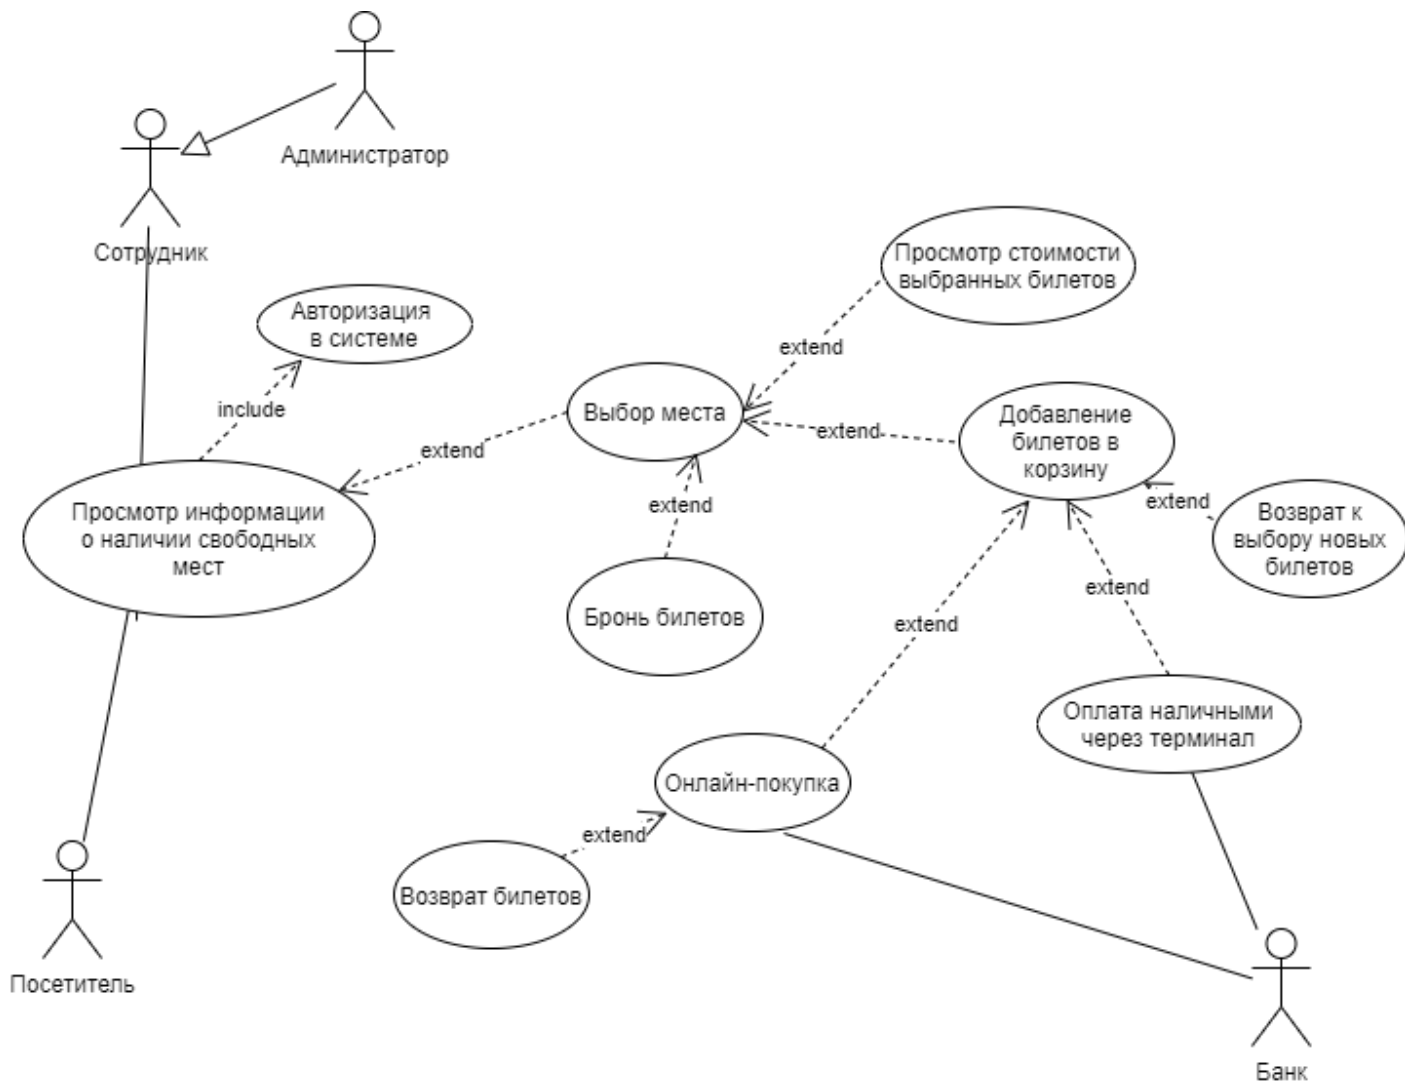 Администратор
Сотрудник
Авторизация
в системе
include
Просмотр информации
о наличии свободных
мест
extend
Выбор места
extend
Просмотр стоимости
выбранных билетов
extend
Добавление
билетов в
корзину
extend
Бронь билетов
extend
Возврат к
выбору новых
билетов
extend
extend
Оплата наличными
через терминал
Онлайн-покупка
extend
Возврат билетов
Посетитель
Банк